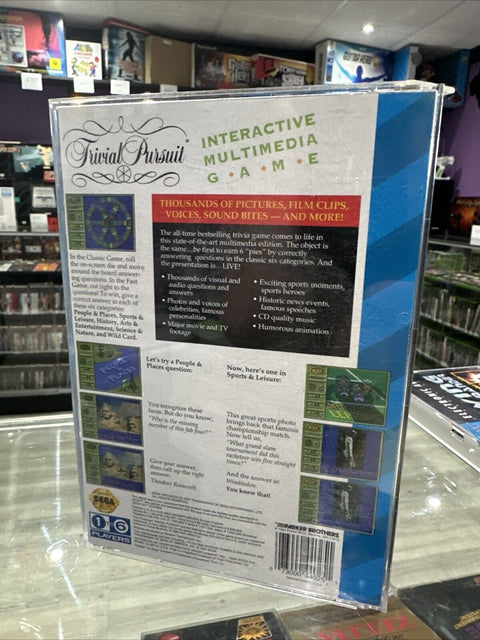 Trivial Pursuit
INTERACTIVE
MULTIMEDIA
G·A·M·E
THOUSANDS OF PICTURES, FILM CLIPS,
VOICES, SOUND BITES — AND MORE!
The all-time bestselling trivia game comes to life in
this state-of-the-art multimedia edition. The object is
the same...be first to earn 6 "pies" by correctly
answering questions in the classic six categories. And
the presentation is... LIVE!
• Thousands of visual and
audio questions and
answers
• Photos and voices of
celebrities, famous
personalities
• Major movie and TV
footage
• Exciting sports moments,
sports heroes
• Historic news events,
famous speeches
• CD quality music
• Humorous animation
In the Classic Game, roll
the on-screen die and move
around the board answer-
ing questions. In the Fast
Game, get right to the
questions! To win, give a
correct answer in each of
these six categories:
People & Places, Sports &
Leisure, History, Arts &
Entertainment, Science &
Nature, and Wild Card.
Let's try a People &
Places question:
You recognize these
faces. But do you know,
"Who is the missing
member of this fab four?"
Give your answer,
then call up the right
answer.
Theodore Roosevelt.
Now, here's one in
Sports & Leisure:
This great sports photo
brings back that famous
championship match.
Now tell us,
"What grand slam
tournament did this
racketeer win five straight
times?"
And the answer is:
Wimbledon.
You knew that!
SEGA
1-6
PLAYERS
PARKER BROTHERS